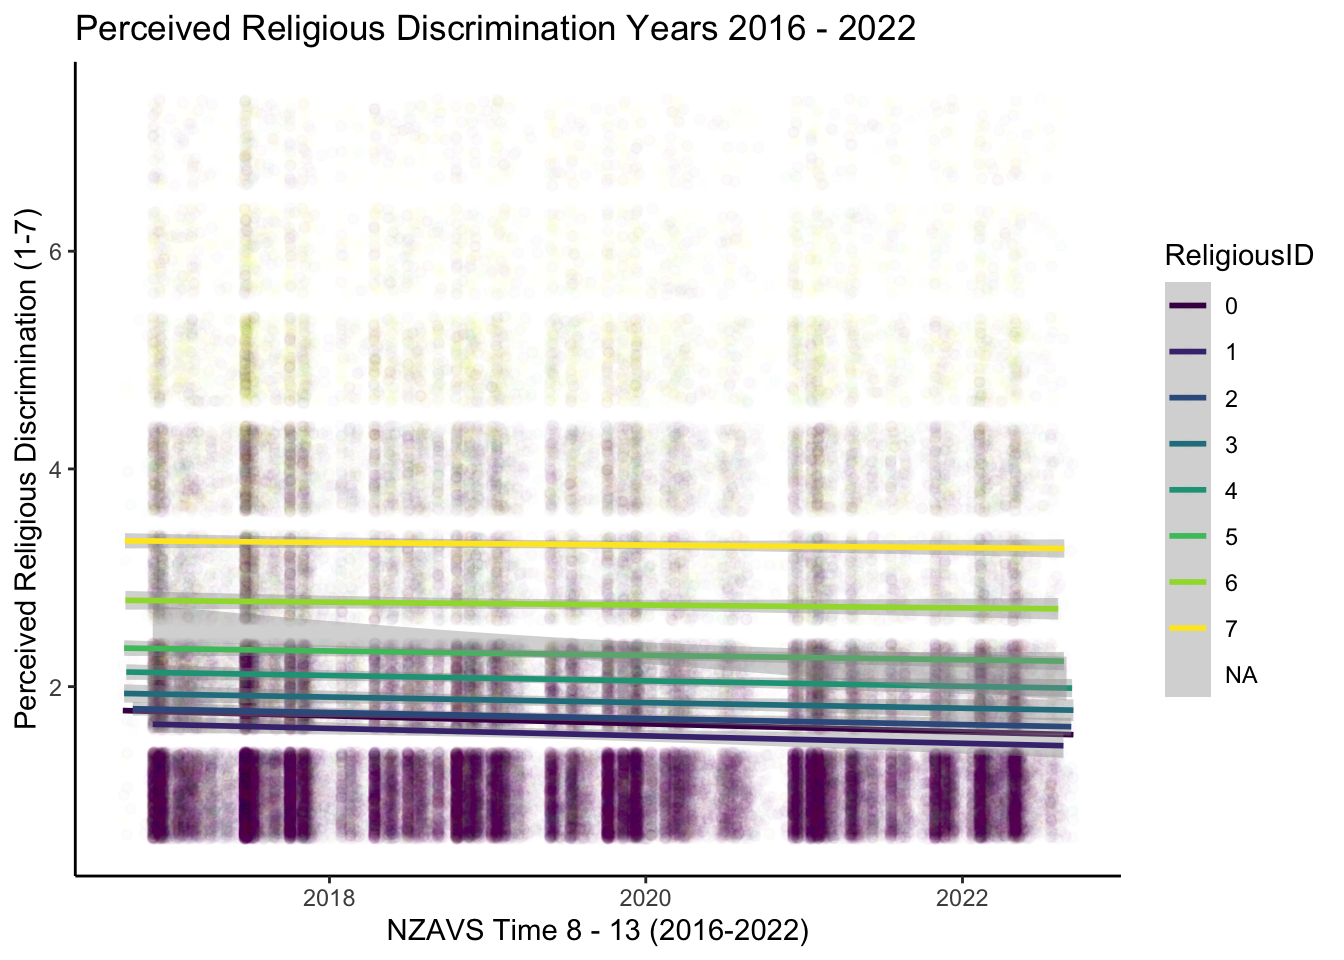 Perceived Religious Discrimination Years 2016 - 2022
Perceived Religious Discrimination (1-7)
6
4
2
2018
2020
2022
NZAVS Time 8 - 13 (2016-2022)
ReligiousID
0
1
2
3
4
5
6
7
NA